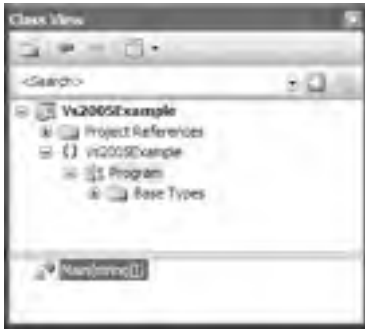 Class View
<Search>
Vs2005Example
Project References
Vs2005Example
Program
Base Types
Main(string[])